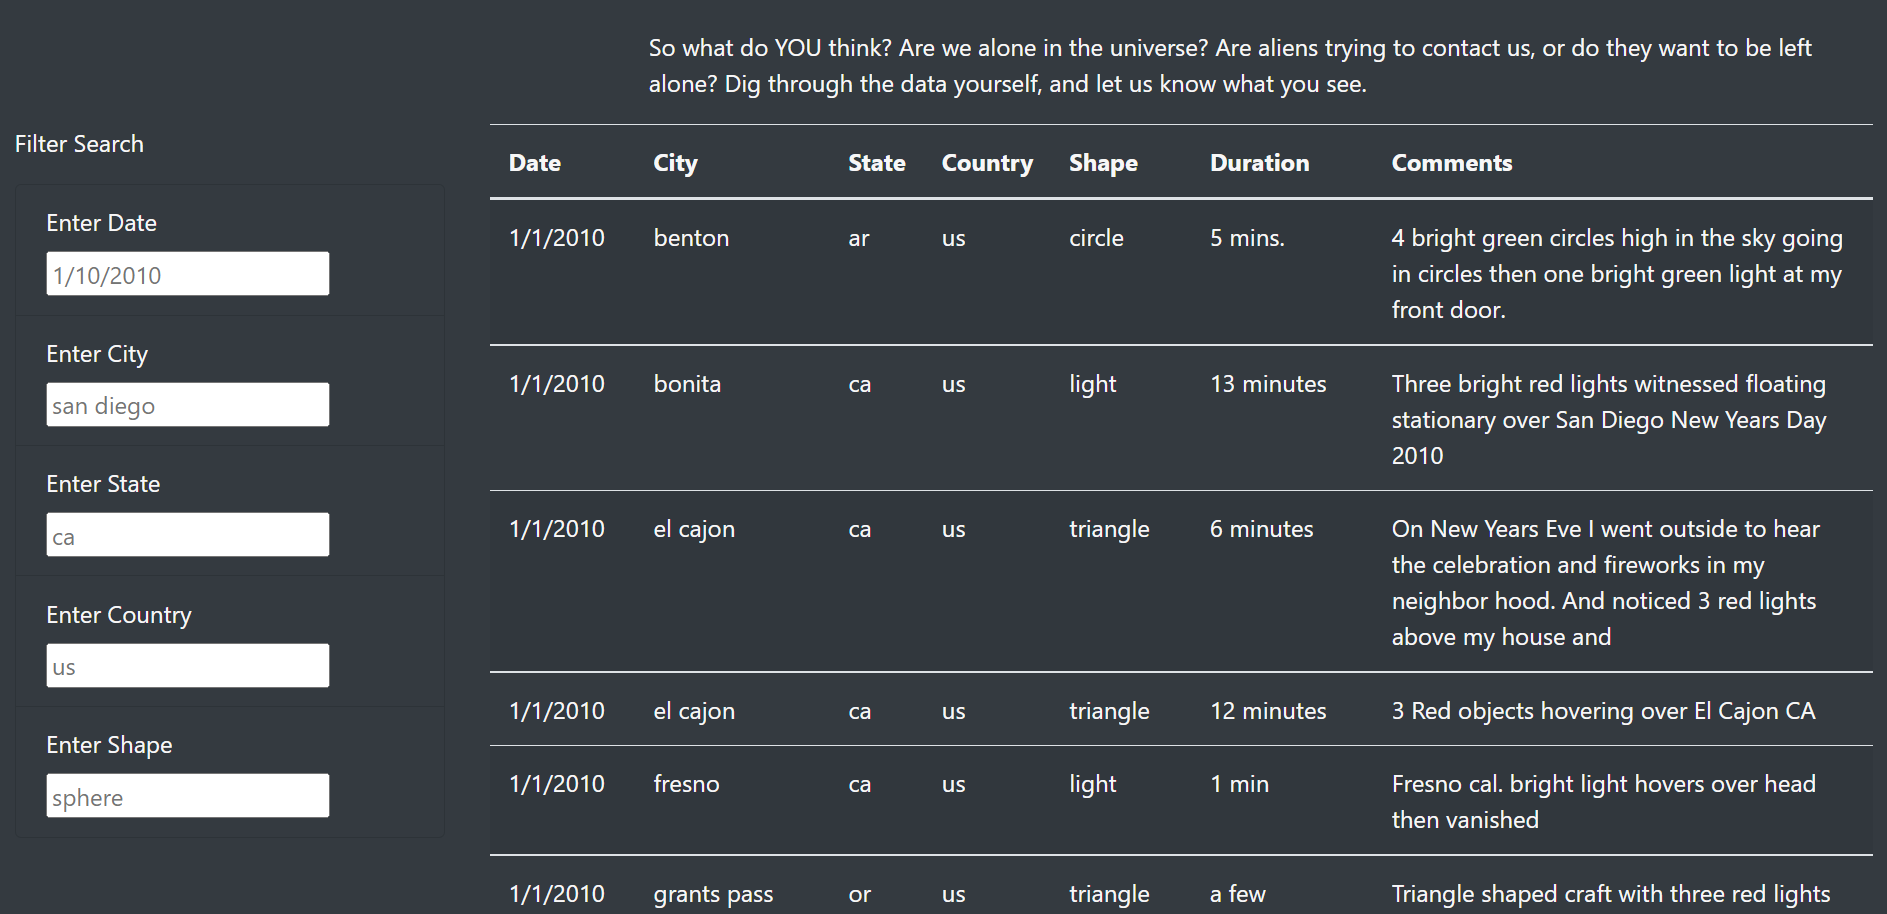 So what do YOU think? Are we alone in the universe? Are aliens trying to contact us, or do they want to be left
alone? Dig through the data yourself, and let us know what you see.
Filter Search
Enter Date
1/10/2010
Enter City
san diego
Enter State
ca
Enter Country
us
Enter Shape
sphere
Date City State Country Shape Duration Comments
1/1/2010 benton ar us circle 5 mins. 4 bright green circles high in the sky going
in circles then one bright green light at my
front door.
1/1/2010 bonita ca us light 13 minutes Three bright red lights witnessed floating
stationary over San Diego New Years Day
2010
1/1/2010 el cajon ca us triangle 6 minutes On New Years Eve I went outside to hear
the celebration and fireworks in my
neighbor hood. And noticed 3 red lights
above my house and
1/1/2010 el cajon ca us triangle 12 minutes 3 Red objects hovering over El Cajon CA
1/1/2010 fresno ca us light 1 min Fresno cal. bright light hovers over head
then vanished
1/1/2010 grants pass or us triangle a few Triangle shaped craft with three red lights